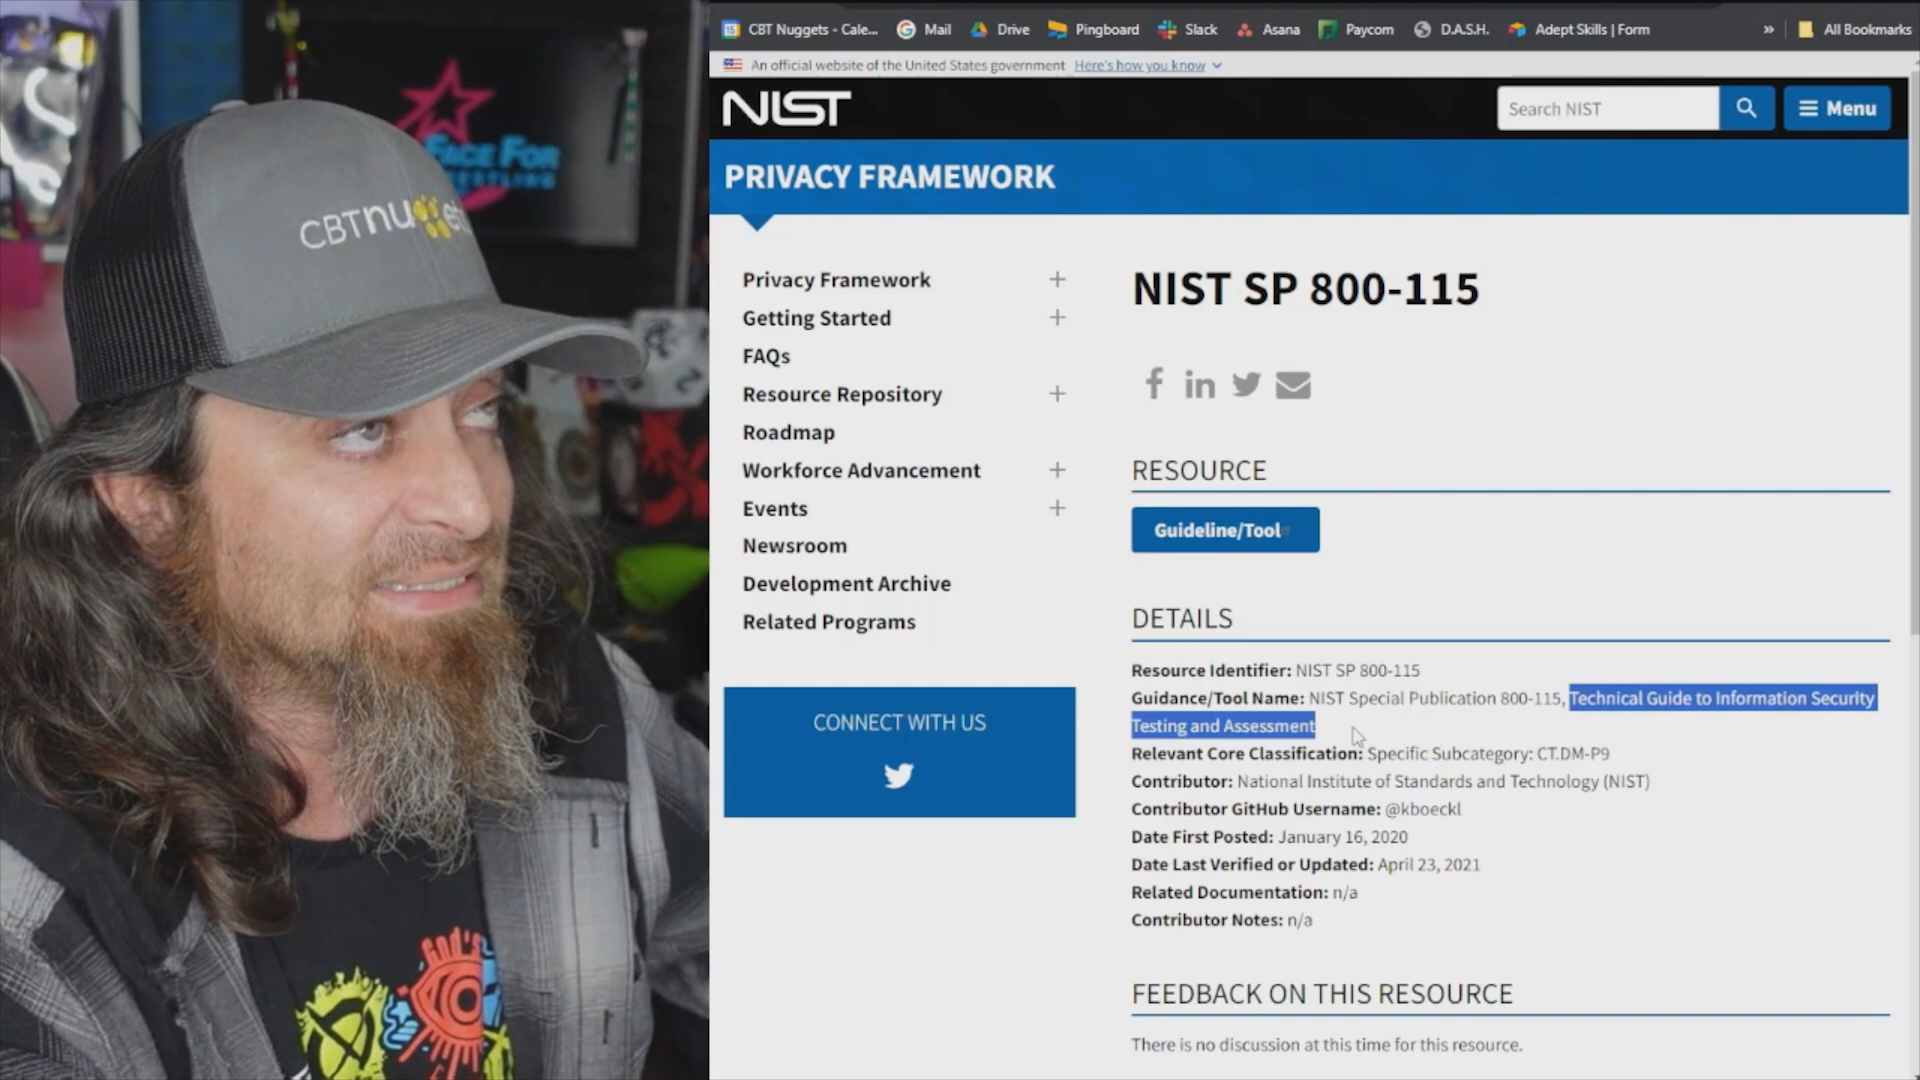 CBT Nuggets - Cale...
Mail
Drive
Pingboard
Slack
Asana
Paycom
D.A.S.H.
Adept Skills | Form
»
All Bookmarks
An official website of the United States government Here's how you know
NIST
Search NIST
Menu
PRIVACY FRAMEWORK
Privacy Framework +
Getting Started +
FAQs
Resource Repository +
Roadmap
Workforce Advancement +
Events +
Newsroom
Development Archive
Related Programs
CONNECT WITH US
NIST SP 800-115
RESOURCE
Guideline/Tool
DETAILS
Resource Identifier: NIST SP 800-115
Guidance/Tool Name: NIST Special Publication 800-115, Technical Guide to Information Security
Testing and Assessment
Relevant Core Classification: Specific Subcategory: CT.DM-P9
Contributor: National Institute of Standards and Technology (NIST)
Contributor GitHub Username: @kboeckl
Date First Posted: January 16, 2020
Date Last Verified or Updated: April 23, 2021
Related Documentation: n/a
Contributor Notes: n/a
FEEDBACK ON THIS RESOURCE
There is no discussion at this time for this resource.
FACE FOR
CBTnu